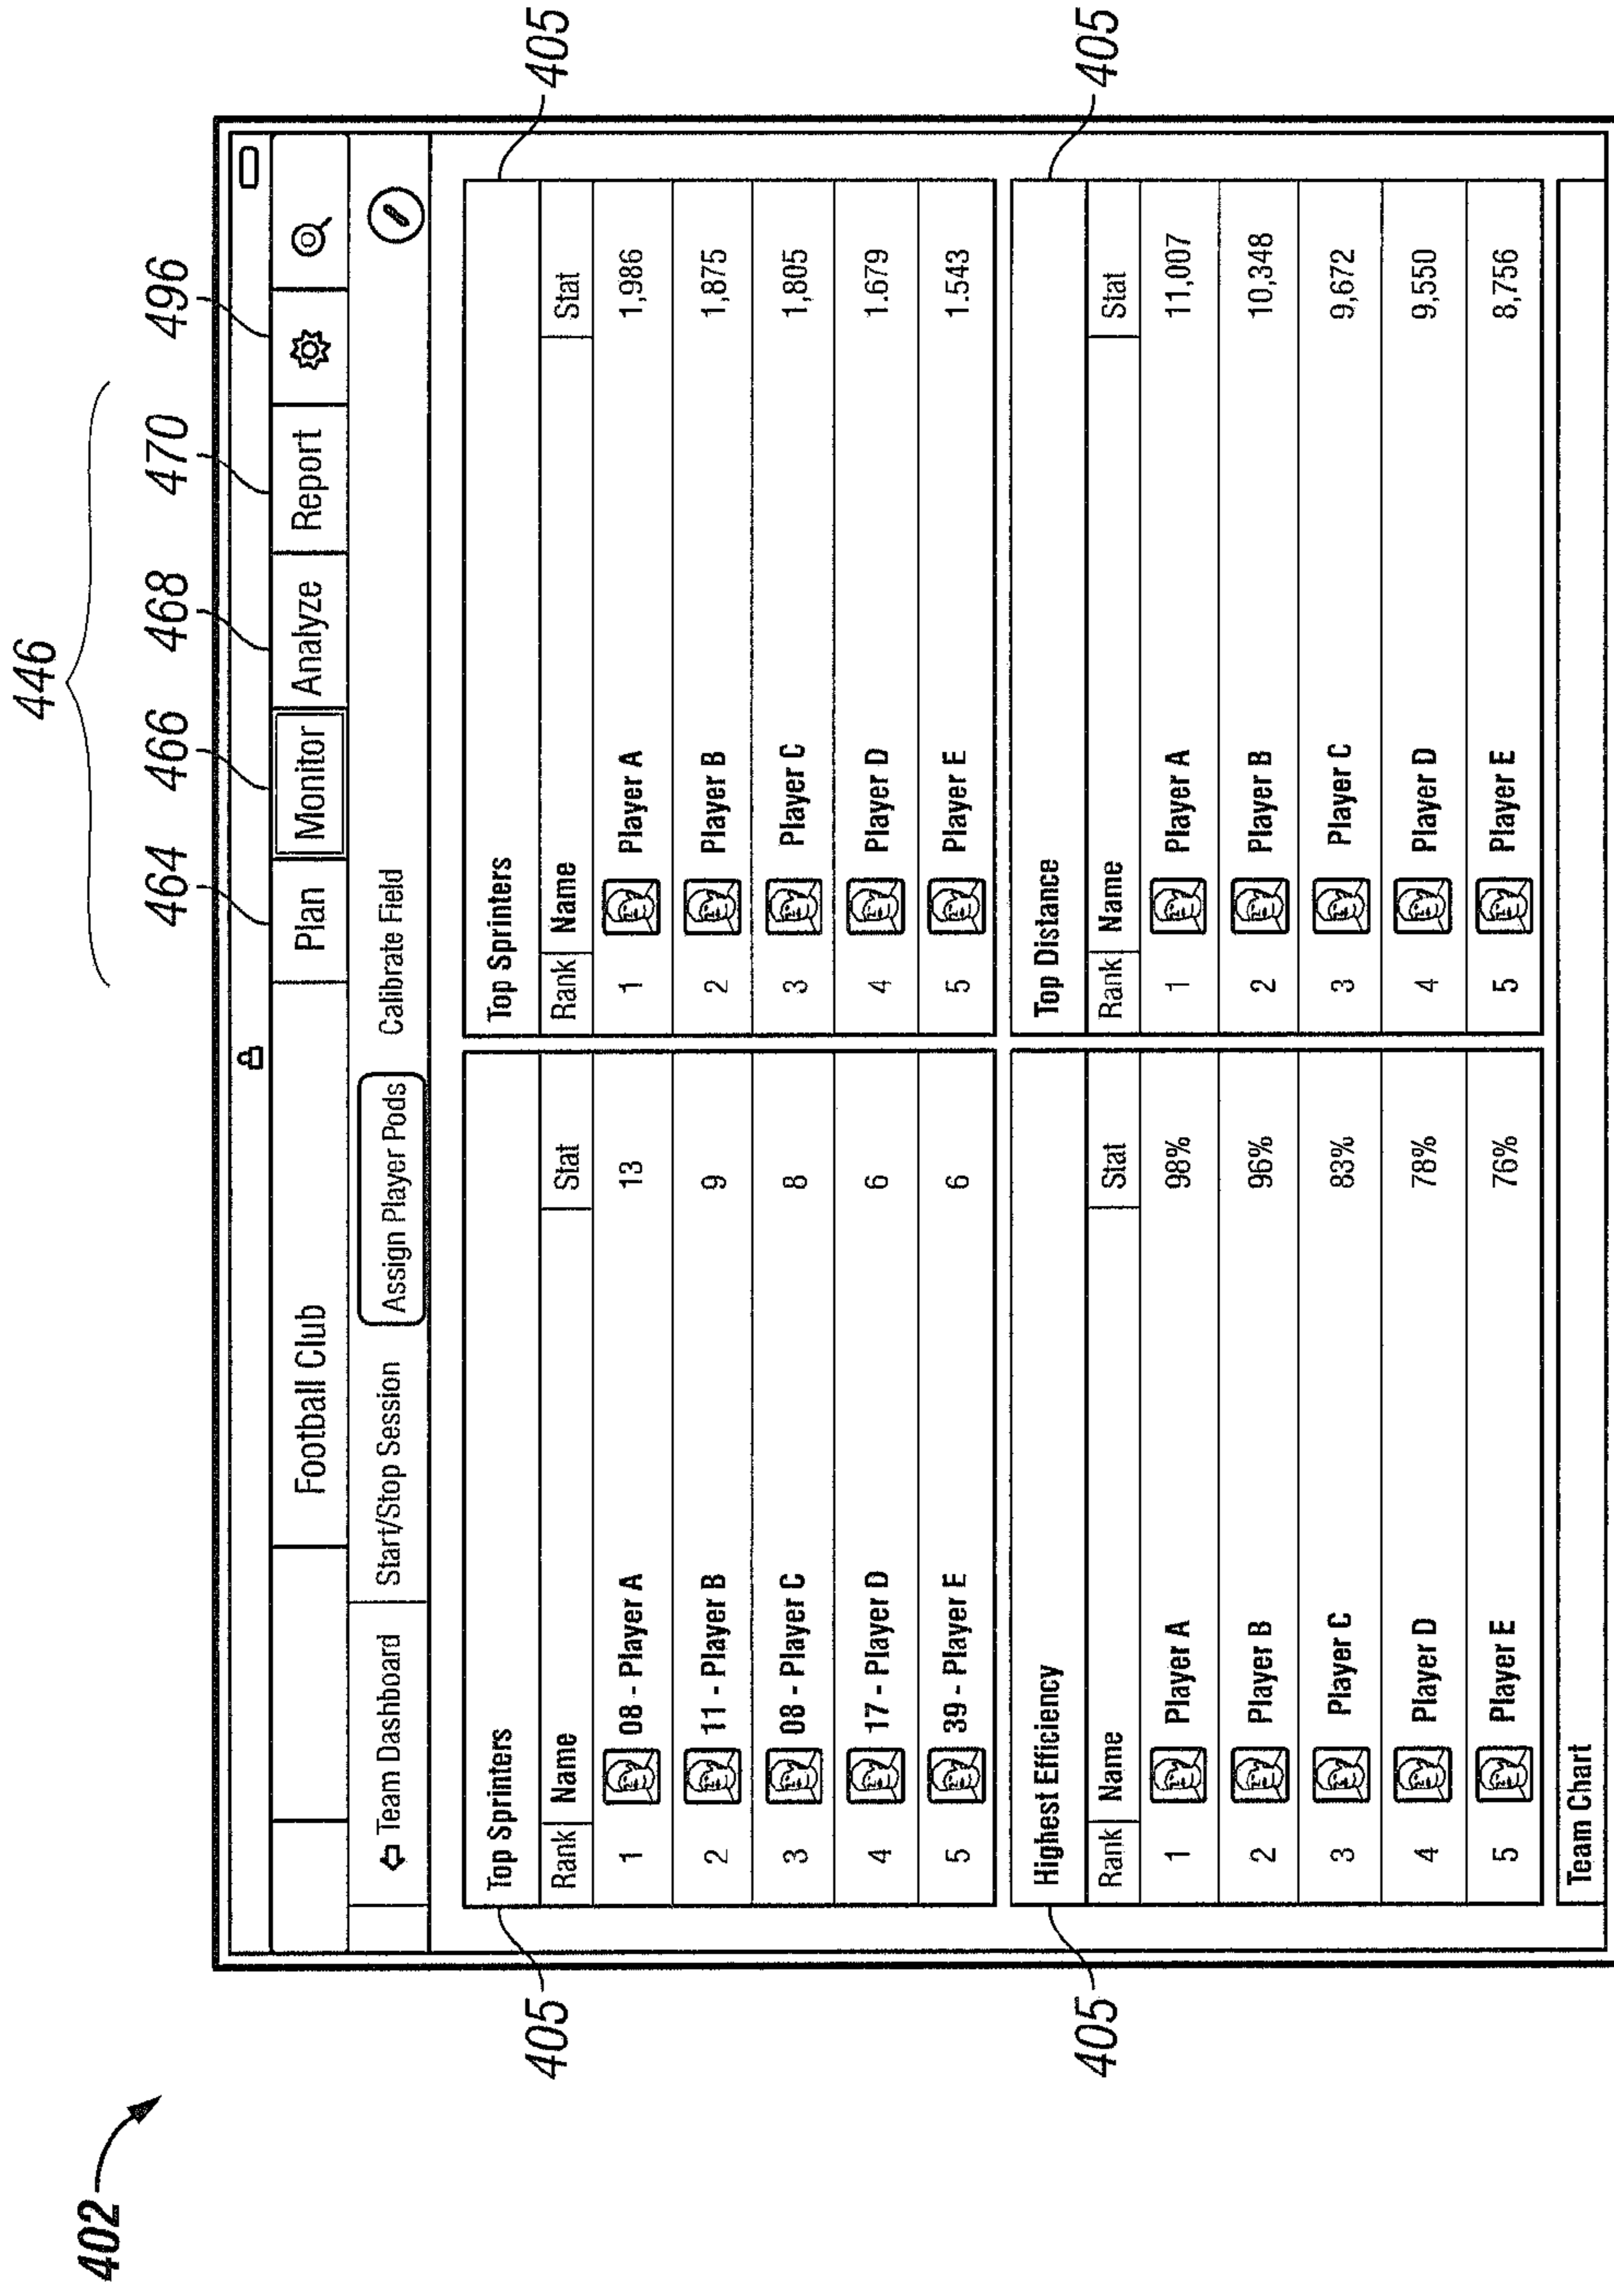 402
446
464 466 468 470 496
Football Club Plan Monitor Analyze Report
Team Dashboard Start/Stop Session Assign Player Pods Calibrate Field
405 405
Top Sprinters
Rank Name Stat
1 08 - Player A 13
2 11 - Player B 9
3 08 - Player C 8
4 17 - Player D 6
5 39 - Player E 6
Top Sprinters
Rank Name Stat
1 Player A 1,986
2 Player B 1,875
3 Player C 1,805
4 Player D 1.679
5 Player E 1.543
405 405
Highest Efficiency
Rank Name Stat
1 Player A 98%
2 Player B 96%
3 Player C 83%
4 Player D 78%
5 Player E 76%
Top Distance
Rank Name Stat
1 Player A 11,007
2 Player B 10,348
3 Player C 9,672
4 Player D 9,550
5 Player E 8,756
Team Chart